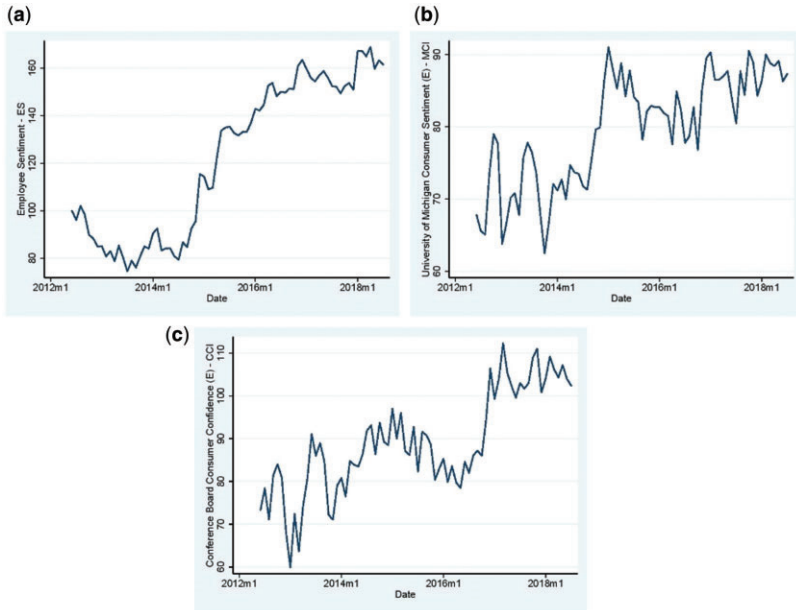 (a)
Employee Sentiment - ES
160
140
120
100
80
2012m1 2014m1 2016m1 2018m1
Date
(b)
University of Michigan Consumer Sentiment (E) - MCI
90
80
70
60
2012m1 2014m1 2016m1 2018m1
Date
(c)
Conference Board Consumer Confidence (E) - CCI
110
100
90
80
70
60
2012m1 2014m1 2016m1 2018m1
Date